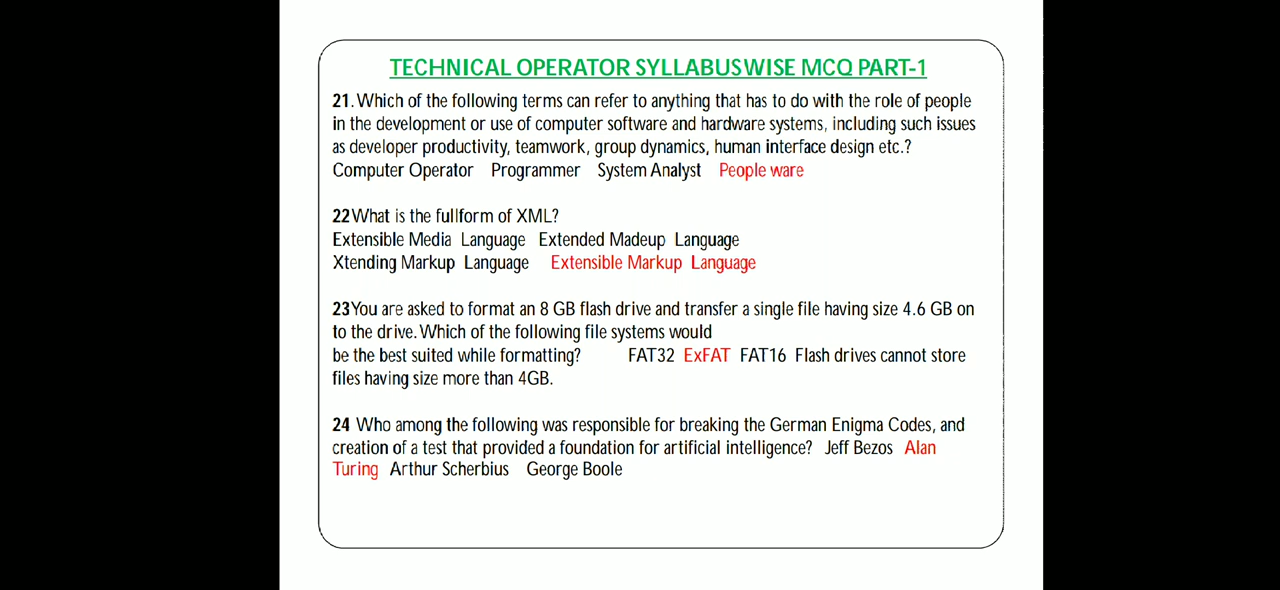 TECHNICAL OPERATOR SYLLABUSWISE MCQ PART-1
21. Which of the following terms can refer to anything that has to do with the role of people
in the development or use of computer software and hardware systems, including such issues
as developer productivity, teamwork, group dynamics, human interface design etc.?
Computer Operator Programmer System Analyst People ware
22What is the fullform of XML?
Extensible Media Language Extended Madeup Language
Xtending Markup Language Extensible Markup Language
23You are asked to format an 8 GB flash drive and transfer a single file having size 4.6 GB on
to the drive. Which of the following file systems would
be the best suited while formatting? FAT32 ExFAT FAT16 Flash drives cannot store
files having size more than 4GB.
24 Who among the following was responsible for breaking the German Enigma Codes, and
creation of a test that provided a foundation for artificial intelligence? Jeff Bezos Alan
Turing Arthur Scherbius George Boole